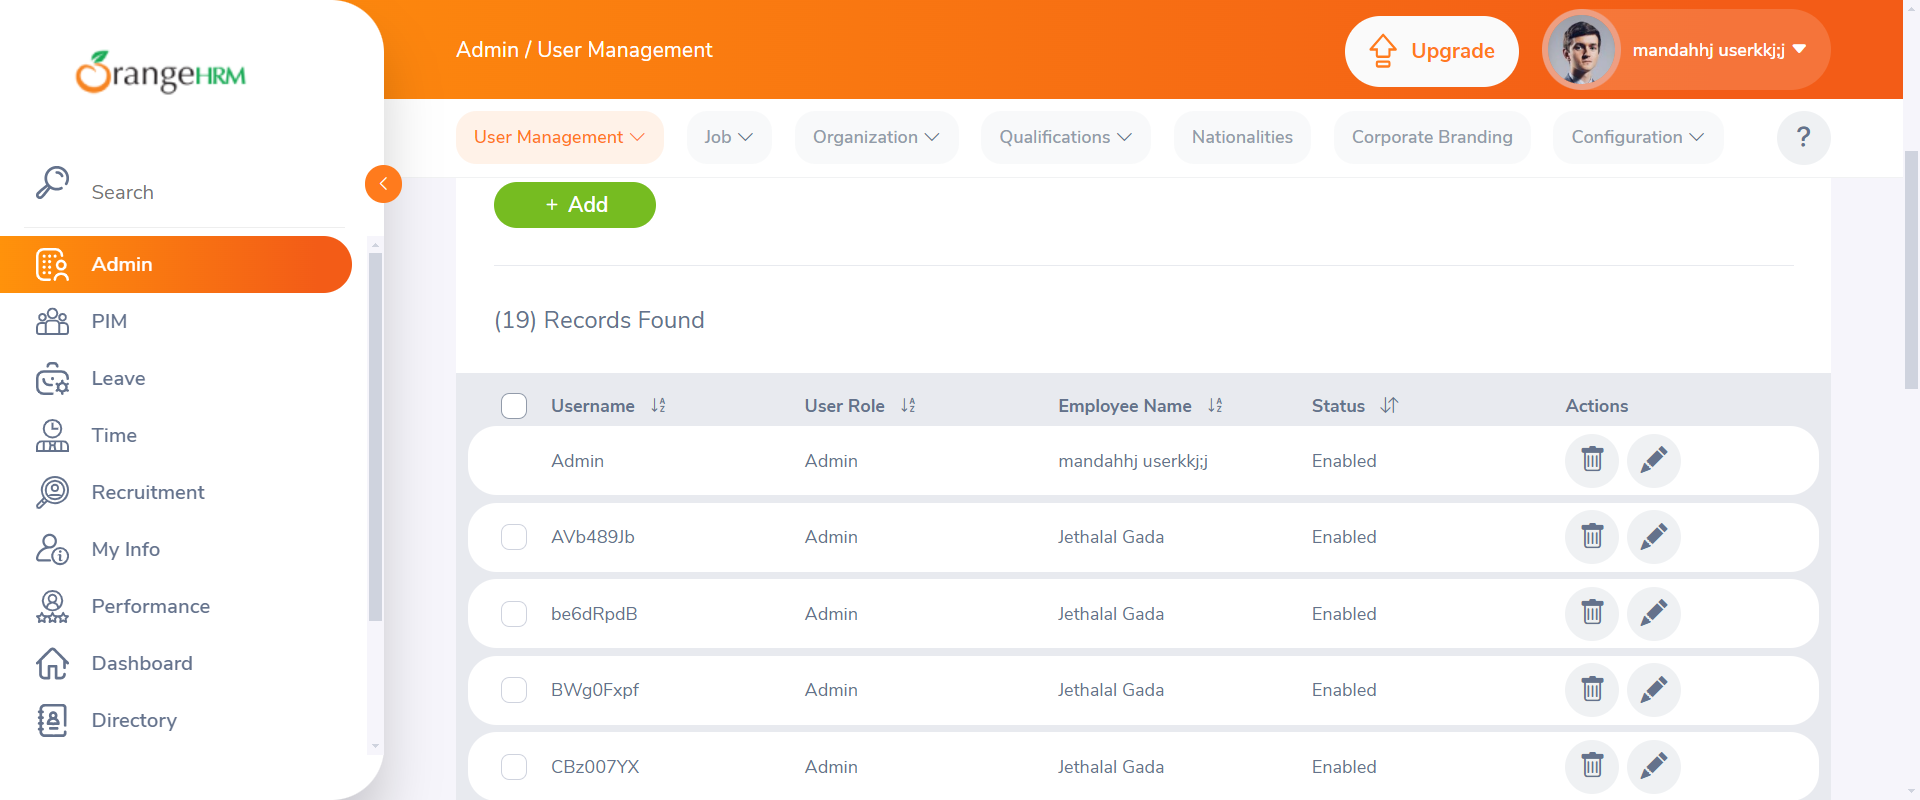 OrangeHRM
Admin / User Management
Upgrade
mandahhj userkkj;j
User Management
Job
Organization
Qualifications
Nationalities
Corporate Branding
Configuration
?
Search
Admin
PIM
Leave
Time
Recruitment
My Info
Performance
Dashboard
Directory
+ Add
(19) Records Found
Username User Role Employee Name Status Actions
Admin Admin mandahhj userkkj;j Enabled
AVb489Jb Admin Jethalal Gada Enabled
be6dRpdB Admin Jethalal Gada Enabled
BWg0Fxpf Admin Jethalal Gada Enabled
CBz007YX Admin Jethalal Gada Enabled